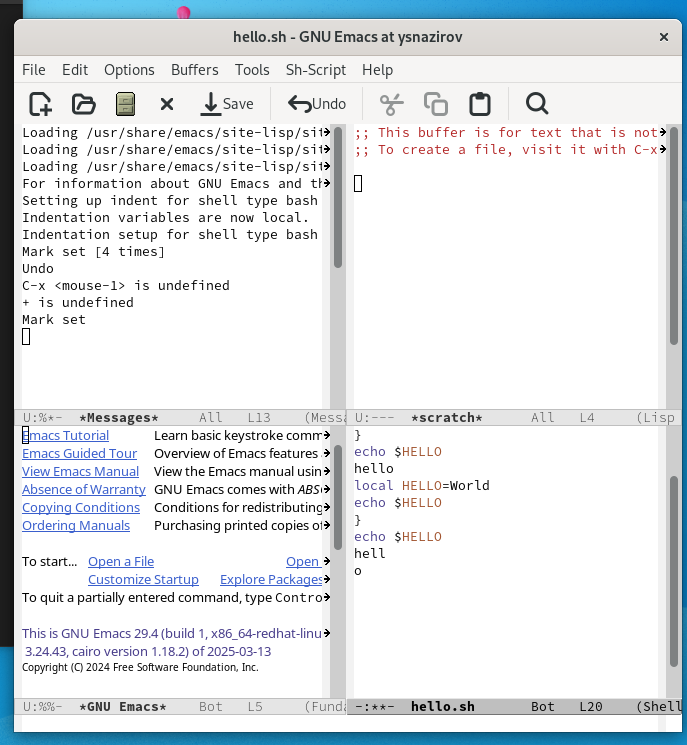 hello.sh - GNU Emacs at ysnazirov
File Edit Options Buffers Tools Sh-Script Help
Save Undo
Loading /usr/share/emacs/site-lisp/sit
Loading /usr/share/emacs/site-lisp/sit
Loading /usr/share/emacs/site-lisp/sit
For information about GNU Emacs and th
Setting up indent for shell type bash
Indentation variables are now local.
Indentation setup for shell type bash
Mark set [4 times]
Undo
C-x <mouse-1> is undefined
+ is undefined
Mark set
U:%*- *Messages* All L13 (Messa
;; This buffer is for text that is not
;; To create a file, visit it with C-x
U:--- *scratch* All L4 (Lisp
Emacs Tutorial Learn basic keystroke comm
Emacs Guided Tour Overview of Emacs features
View Emacs Manual View the Emacs manual usin
Absence of Warranty GNU Emacs comes with ABS
Copying Conditions Conditions for redistributing
Ordering Manuals Purchasing printed copies of
To start... Open a File Open
Customize Startup Explore Packages
To quit a partially entered command, type Contro
This is GNU Emacs 29.4 (build 1, x86_64-redhat-linu
3.24.43, cairo version 1.18.2) of 2025-03-13
Copyright (C) 2024 Free Software Foundation, Inc.
U:%%- *GNU Emacs* Bot L5 (Funda
}
echo $HELLO
hello
local HELLO=World
echo $HELLO
}
echo $HELLO
hell
o
-:**- hello.sh Bot L20 (Shell